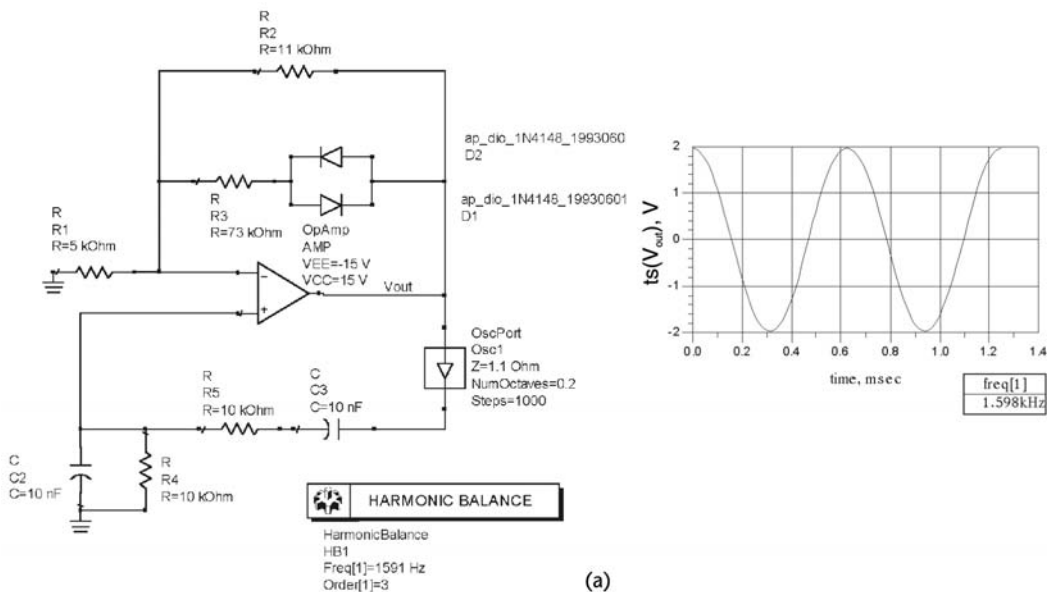 R
R2
R=11 kOhm
ap_dio_1N4148_1993060
D2
R
R3
R=73 kOhm
ap_dio_1N4148_19930601
D1
R
R1
R=5 kOhm
OpAmp
AMP
VEE=-15 V
VCC=15 V
−
+
Vout
OscPort
Osc1
Z=1.1 Ohm
NumOctaves=0.2
Steps=1000
R
R5
R=10 kOhm
C
C3
C=10 nF
C
C2
C=10 nF
R
R4
R=10 kOhm
HARMONIC BALANCE
HarmonicBalance
HB1
Freq[1]=1591 Hz
Order[1]=3
(a)
ts(Vout), V
2
1
0
-1
-2
0.0 0.2 0.4 0.6 0.8 1.0 1.2 1.4
time, msec
freq[1]
1.598kHz